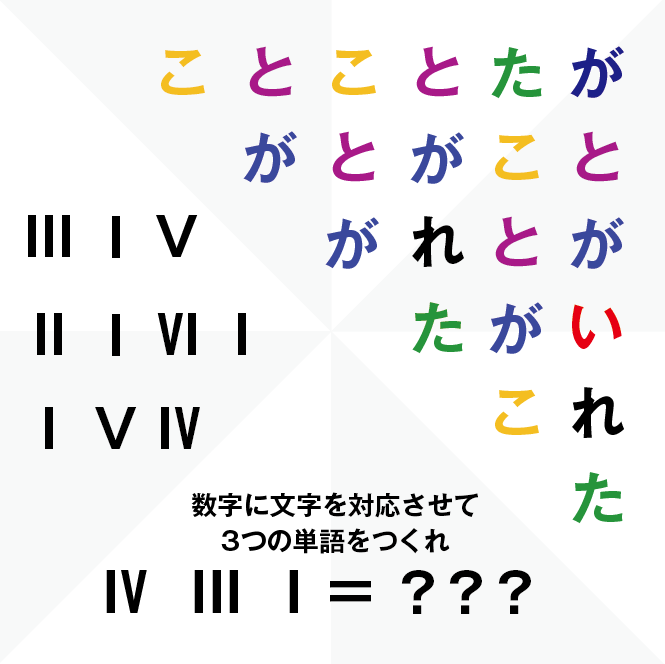 ことことたが
がとがこと
がれとが
III I V
たがい
II I VI I
これ
I V IV
た
数字に文字を対応させて
3つの単語をつくれ
IV III I = ? ? ?